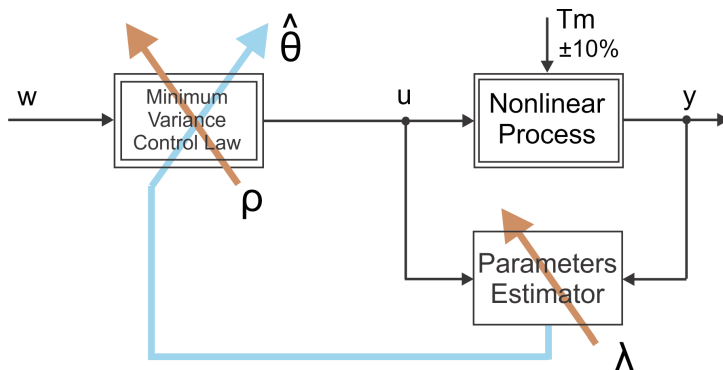 θ̂
Tm
±10%
w
Minimum
Variance
Control Law
u
Nonlinear
Process
y
ρ
Parameters
Estimator
λ